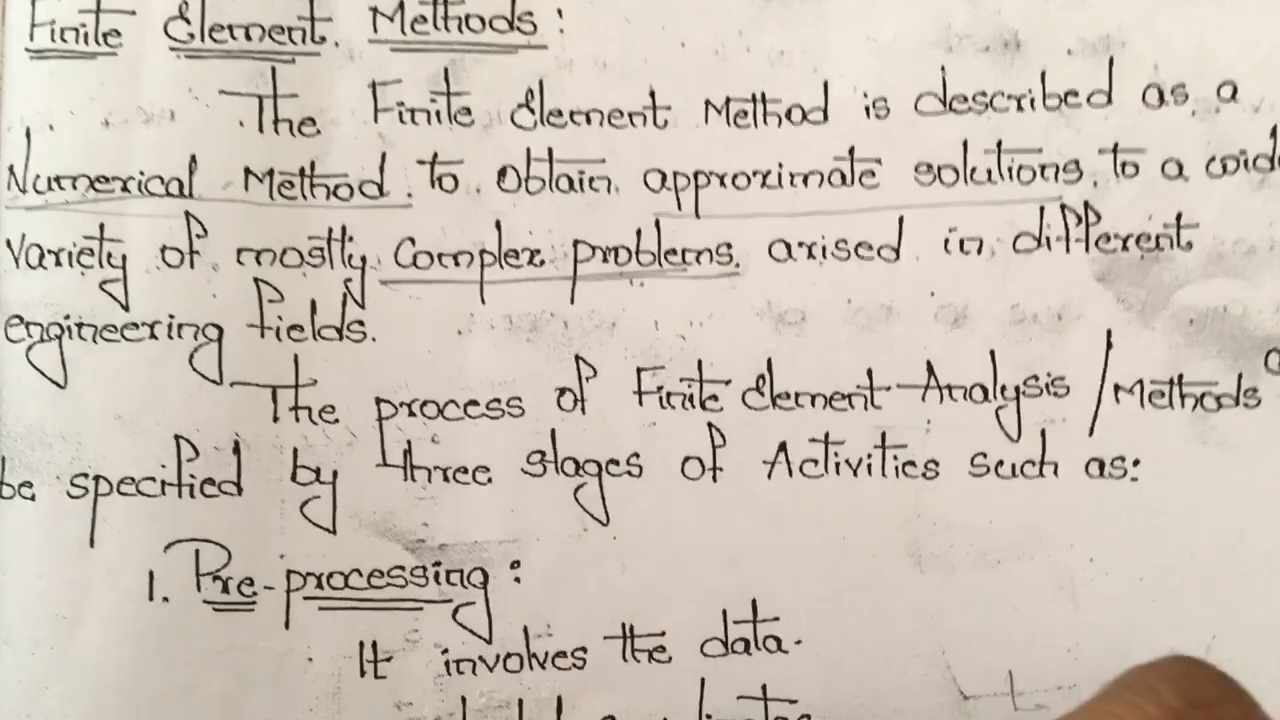 Finite Element Methods:
The Finite Element Method is described as a
Numerical Method to obtain approximate solutions to a wid
variety of mostly Complex problems arised in different
engineering fields.
The process of Finite Element Analysis / Methods
be specified by three stages of Activities such as:
1. Pre-processing:
It involves the data